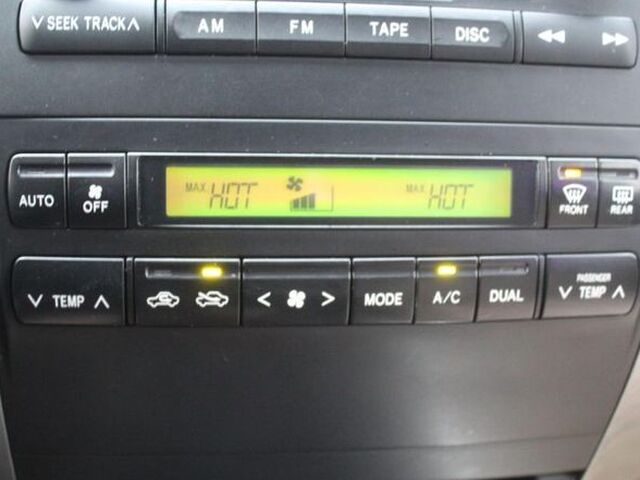 ∨ SEEK TRACK ∧ AM FM TAPE DISC
AUTO OFF MAX HOT MAX HOT FRONT REAR
∨ TEMP ∧ < > MODE A/C DUAL PASSENGER ∨ TEMP ∧